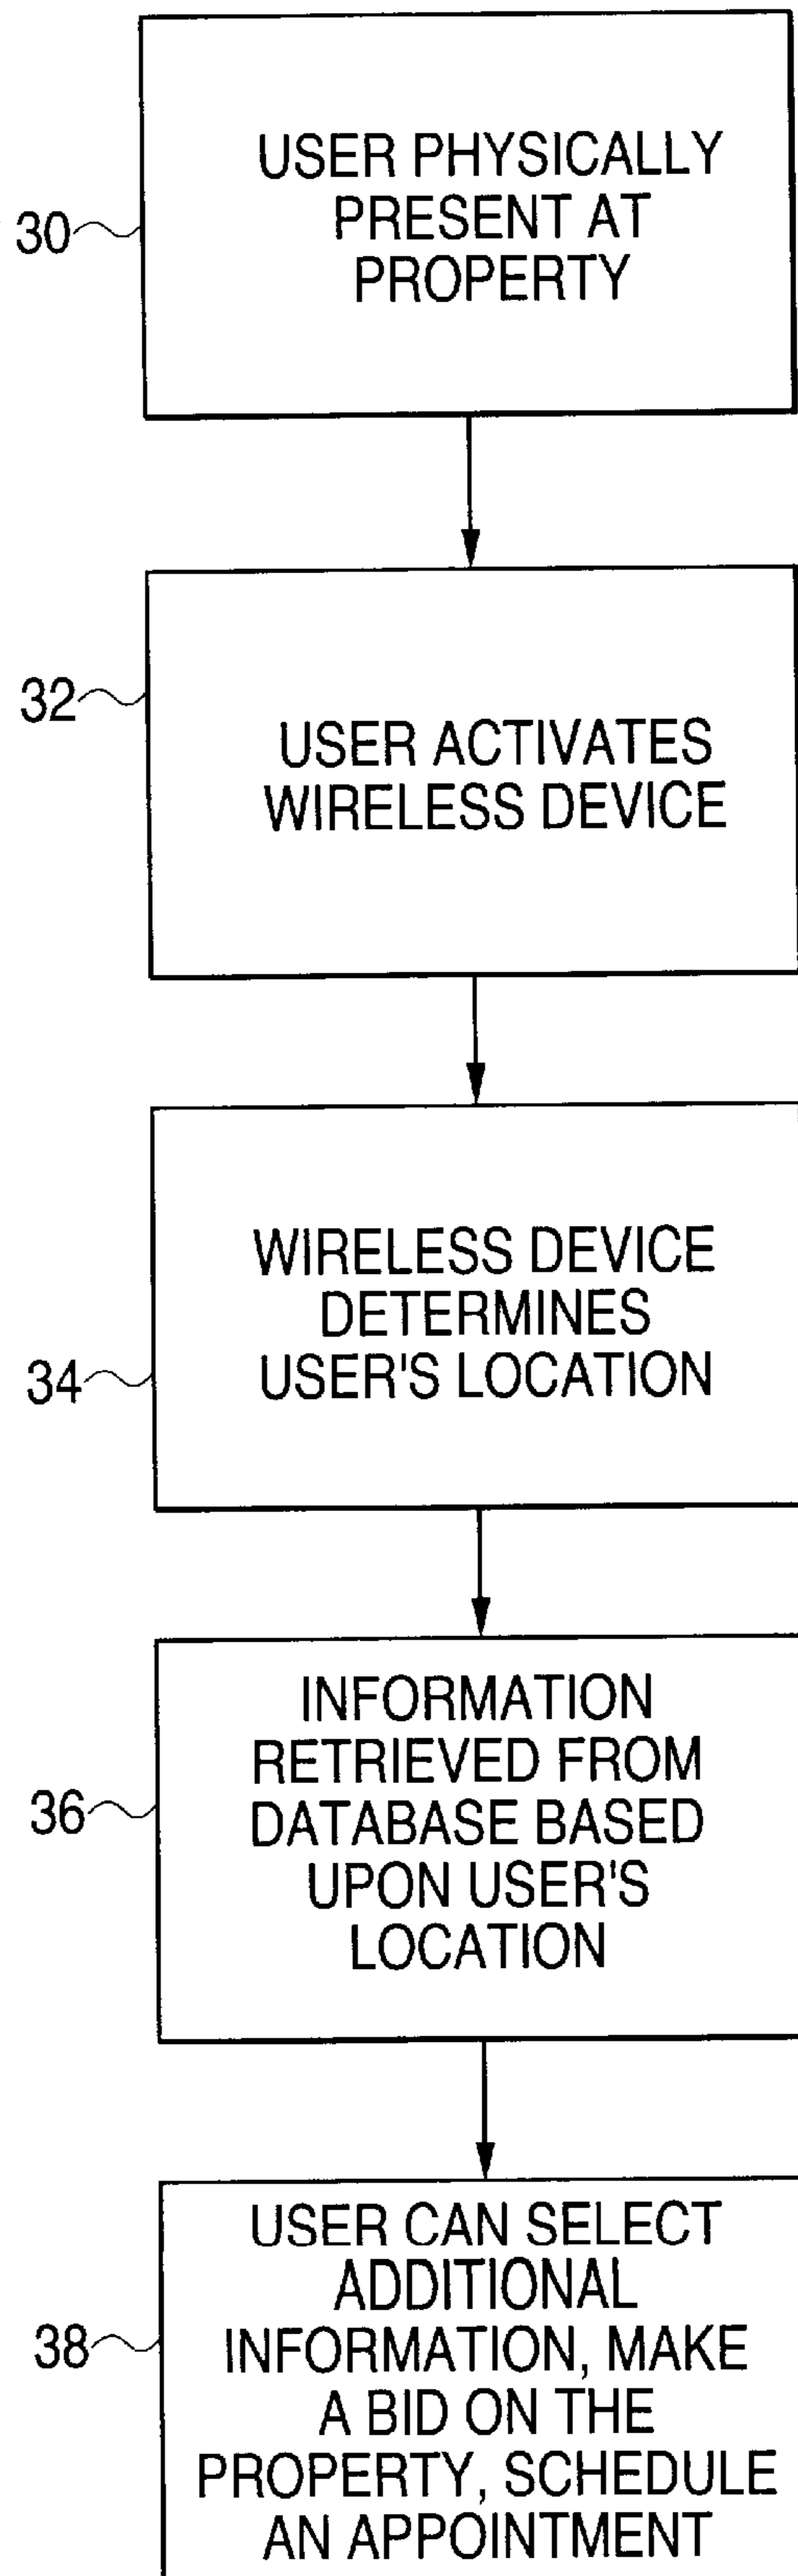 USER PHYSICALLY
PRESENT AT
PROPERTY
30
32
USER ACTIVATES
WIRELESS DEVICE
WIRELESS DEVICE
DETERMINES
USER'S LOCATION
34
INFORMATION
RETRIEVED FROM
DATABASE BASED
UPON USER'S
LOCATION
36
USER CAN SELECT
ADDITIONAL
INFORMATION, MAKE
A BID ON THE
PROPERTY, SCHEDULE
AN APPOINTMENT
38